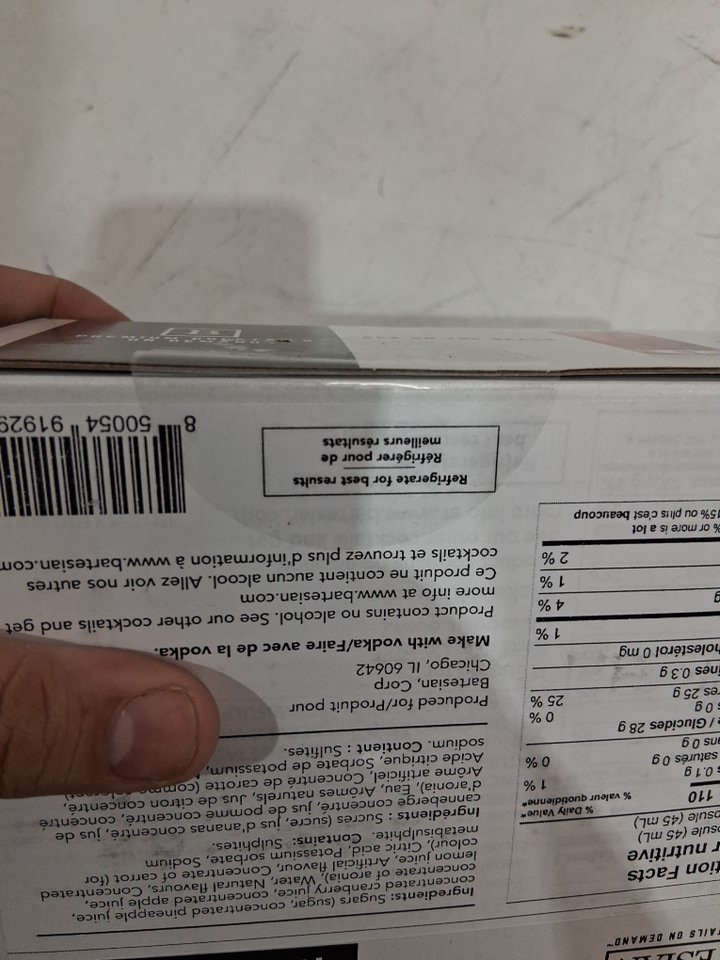 AILS ON DEMAND™
ion Facts
r nutritive
psule (45 mL)
psule (45 mL)
% Daily Value*
% valeur quotidienne*
110
s 0.1 g 1 %
saturés 0 g 0 %
ans 0 g
e / Glucides 28 g
s 0 g 0 %
res 25 g 25 %
ines 0.3 g
holestérol 0 mg
1 %
g 4 %
1 %
2 %
% or more is a lot
15% ou plus c'est beaucoup
Ingredients: Sugars (sugar, concentrated pineapple juice,
concentrated cranberry juice, concentrated apple juice,
concentrate of aronia), Water, Natural flavours, Concentrated
lemon juice, Artificial flavour, Concentrate of carrot (for
colour), Citric acid, Potassium sorbate, Sodium
metabisulphite. Contains: Sulphites.
Ingrédients : Sucres (sucre, jus d'ananas concentré, jus de
canneberge concentré, jus de pomme concentré, concentré
d'aronia), Eau, Arômes naturels, Jus de citron concentré,
Arôme artificiel, Concentré de carotte (comme
Acide citrique, Sorbate de potassium,
sodium. Contient : Sulfites.
Produced for/Produit pour
Bartesian, Corp
Chicago, IL 60642
Make with vodka/Faire avec de la vodka.
Product contains no alcohol. See our other cocktails and get
more info at www.bartesian.com
Ce produit ne contient aucun alcool. Allez voir nos autres
cocktails et trouvez plus d'information à www.bartesian.com
Refrigerate for best results
Réfrigérer pour de
meilleurs résultats
8 50054 91929